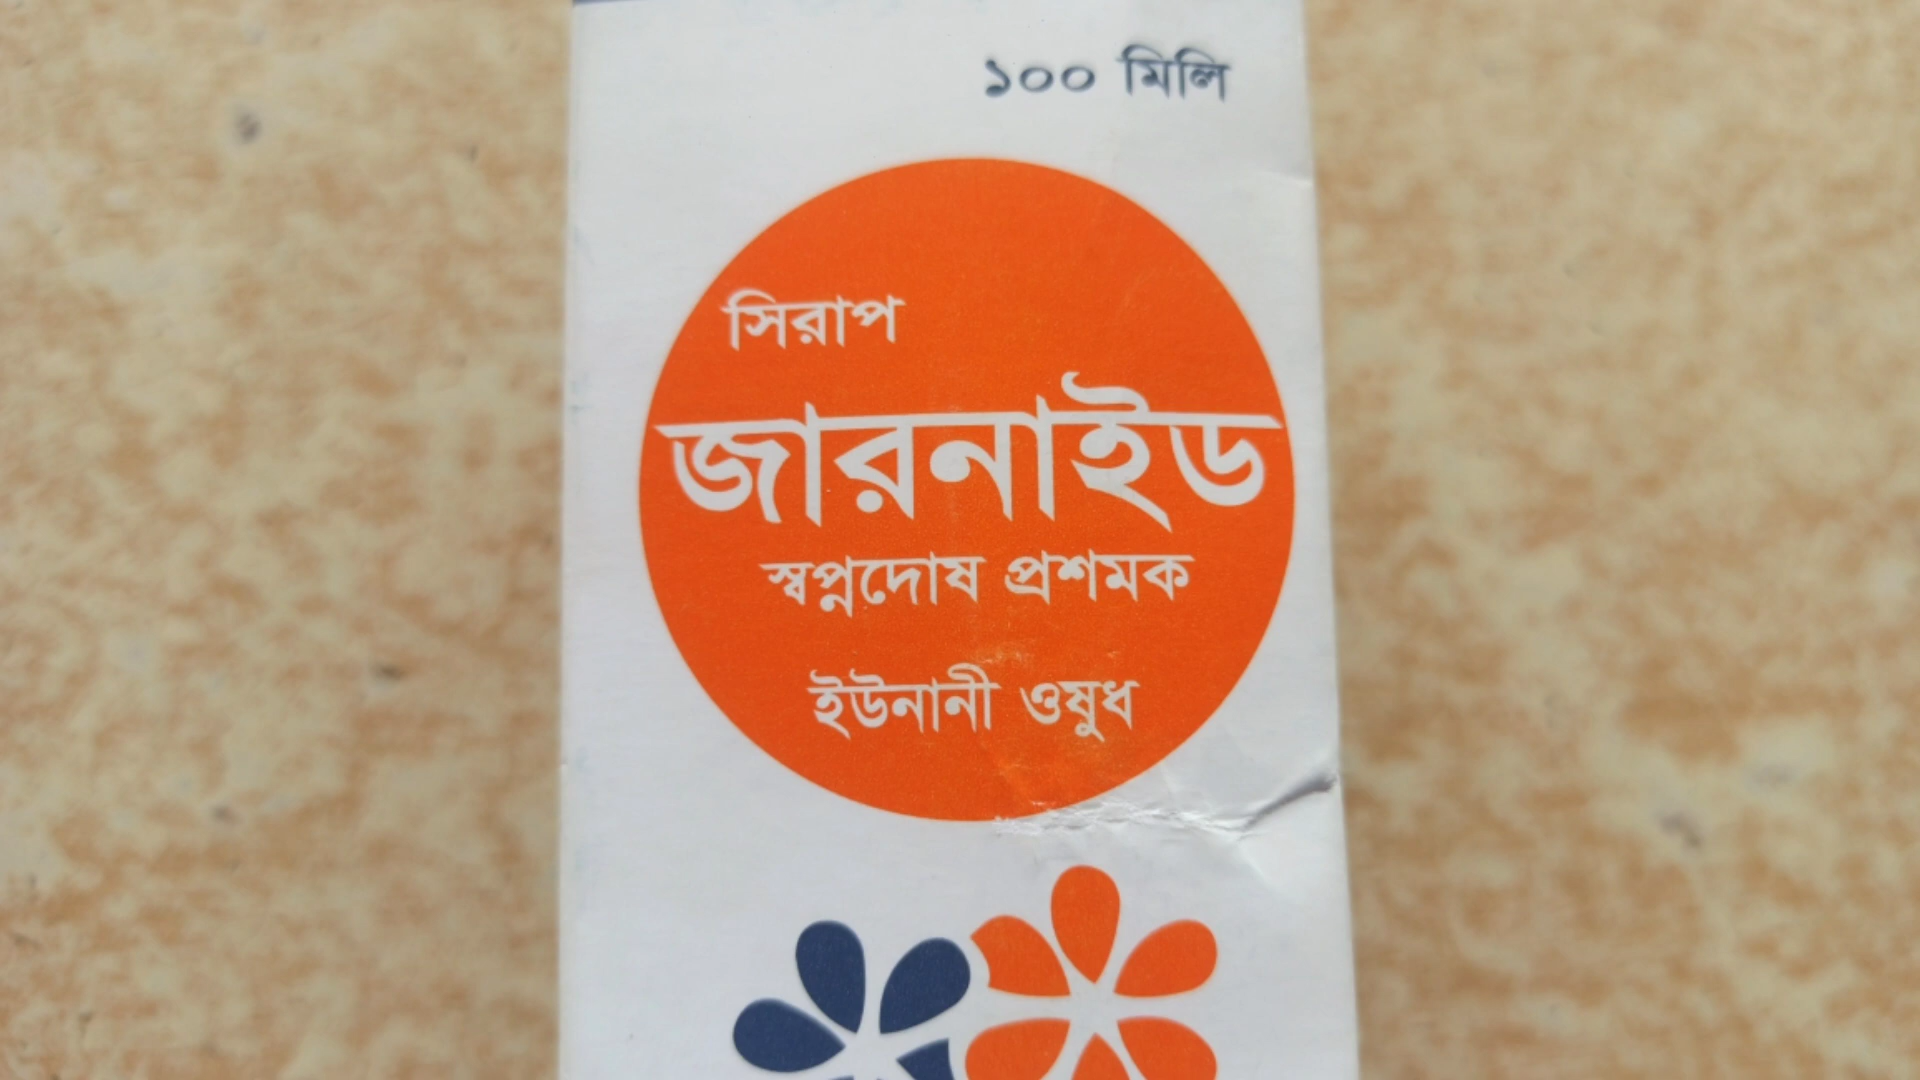 ১০০ মিলি
সিরাপ
জারনাইড
স্বপ্নদোষ প্রশমক
ইউনানী ওষুধ